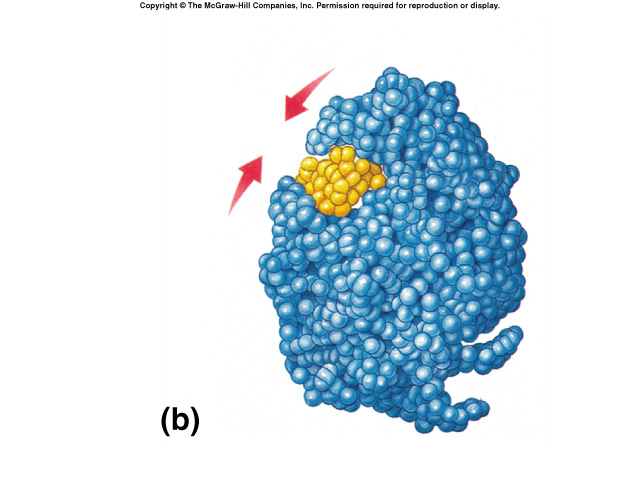 Copyright © The McGraw-Hill Companies, Inc. Permission required for reproduction or display.
(b)